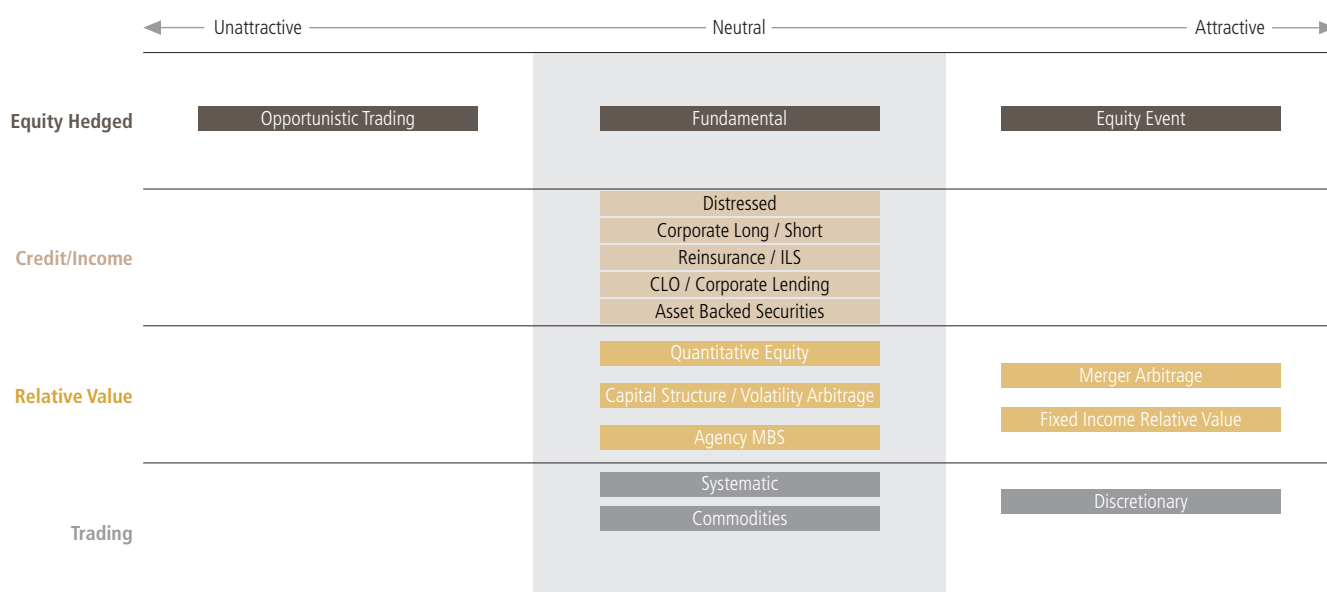 Unattractive
Neutral
Attractive
Equity Hedged
Opportunistic Trading
Fundamental
Equity Event
Credit/Income
Distressed
Corporate Long / Short
Reinsurance / ILS
CLO / Corporate Lending
Asset Backed Securities
Relative Value
Quantitative Equity
Capital Structure / Volatility Arbitrage
Agency MBS
Merger Arbitrage
Fixed Income Relative Value
Trading
Systematic
Commodities
Discretionary